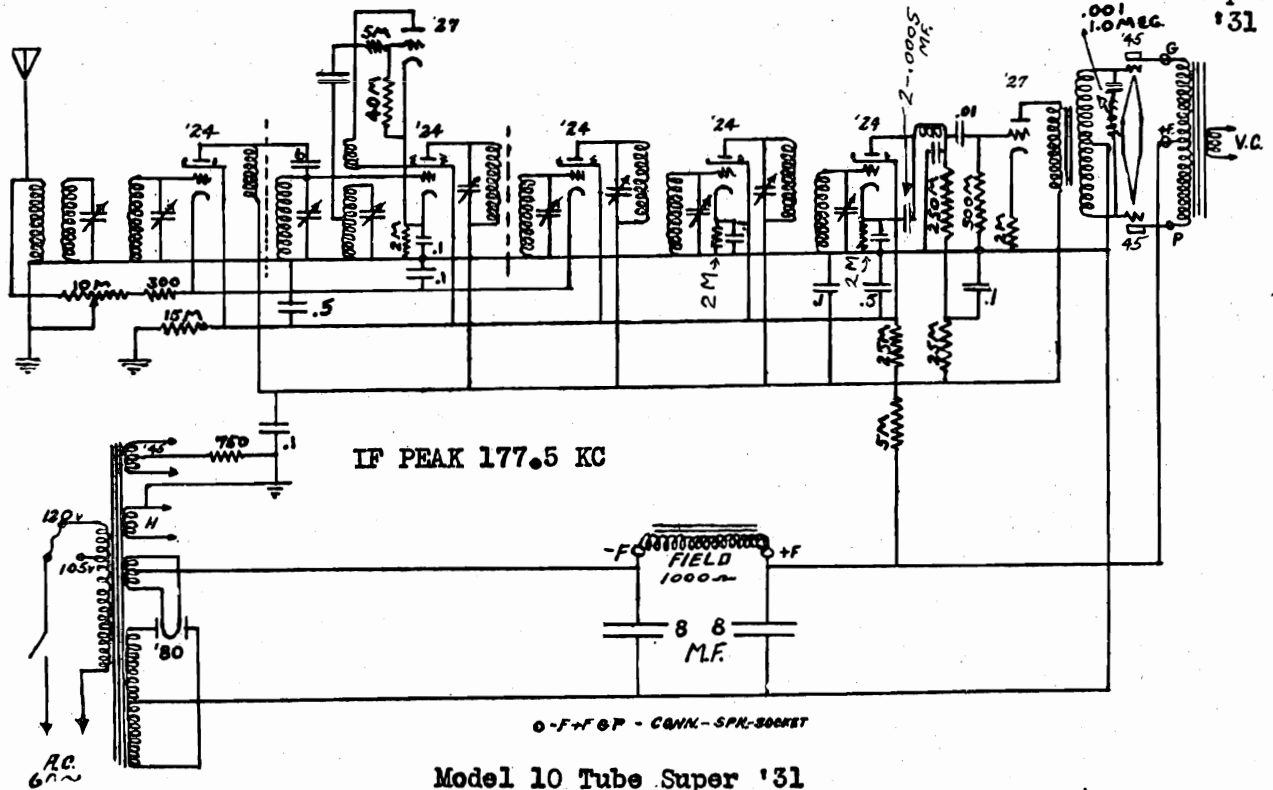 .001
1.0 MEG.
'31
'45
G
5M
'27
40M
2-.0005
MF.
'27
.01
'24
'24
'24
'24
'24
V.C.
250M
500M
2M
2M
.1
.1
45
P
2M
2M
.5
.1
10M
300
.5
15M
25M
25M
5M
.1
'45
750
IF PEAK 177.5 KC
120v
H
105v
-F
+F
FIELD
1000~
'80
8 8
M.F.
O -F+F G P - CONN.- SPK.-SOCKET
A.C.
60~
Model 10 Tube Super '31